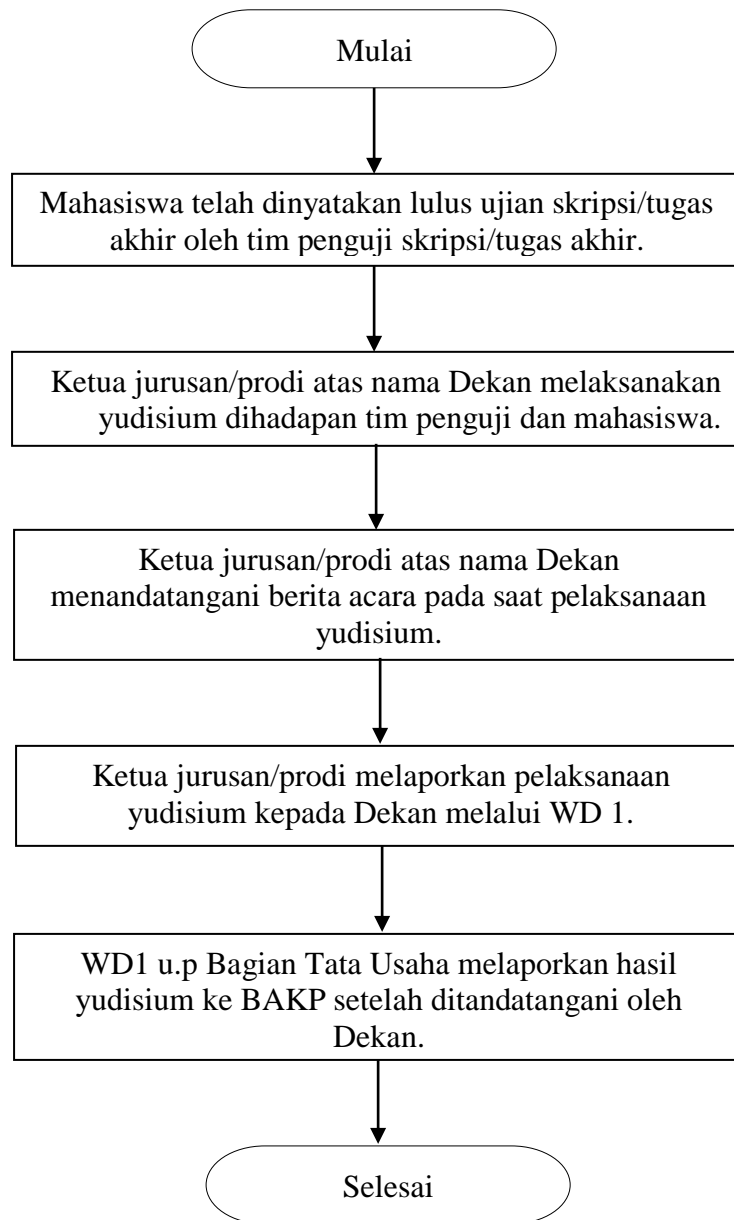 Mulai
Mahasiswa telah dinyatakan lulus ujian skripsi/tugas
akhir oleh tim penguji skripsi/tugas akhir.
Ketua jurusan/prodi atas nama Dekan melaksanakan
yudisium dihadapan tim penguji dan mahasiswa.
Ketua jurusan/prodi atas nama Dekan
menandatangani berita acara pada saat pelaksanaan
yudisium.
Ketua jurusan/prodi melaporkan pelaksanaan
yudisium kepada Dekan melalui WD 1.
WD1 u.p Bagian Tata Usaha melaporkan hasil
yudisium ke BAKP setelah ditandatangani oleh
Dekan.
Selesai